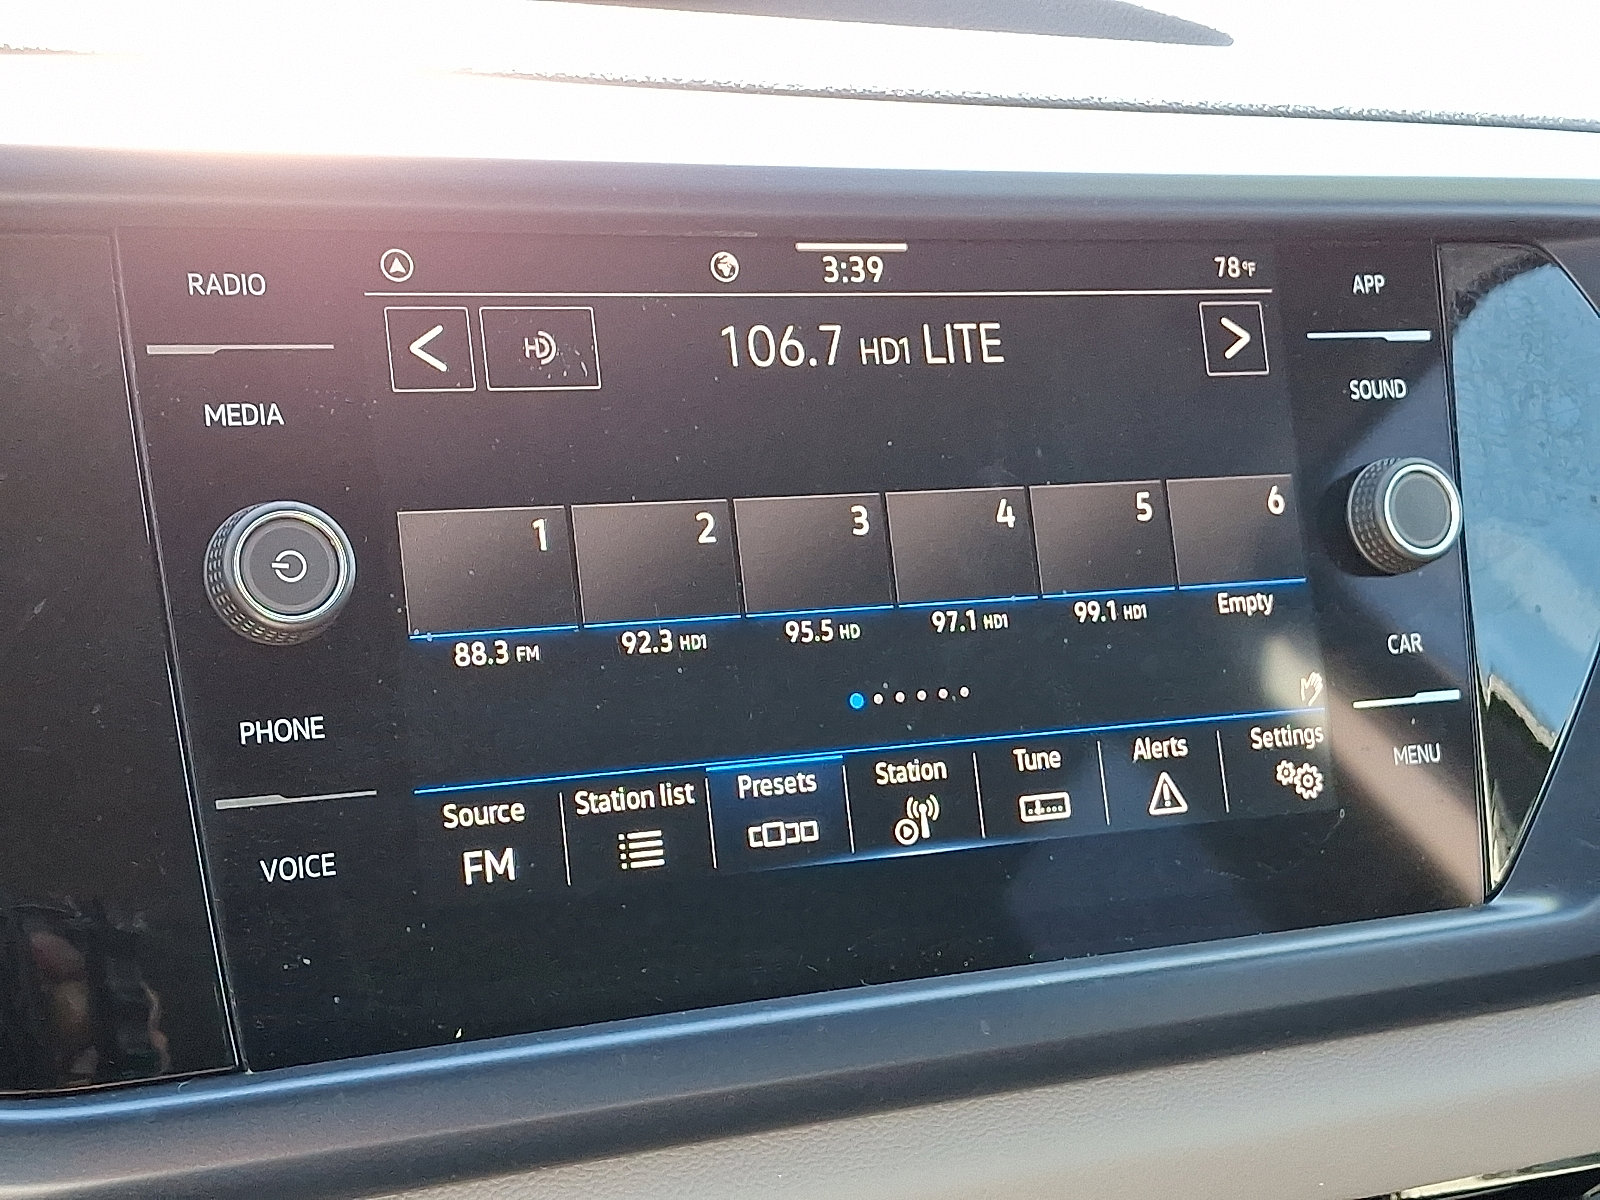 RADIO
3:39
78°F
APP
HD
106.7 HD1 LITE
SOUND
MEDIA
1 2 3 4 5 6
88.3 FM 92.3 HD1 95.5 HD 97.1 HD1 99.1 HD1 Empty
CAR
PHONE
MENU
Source Station list Presets Station Tune Alerts Settings
FM
VOICE